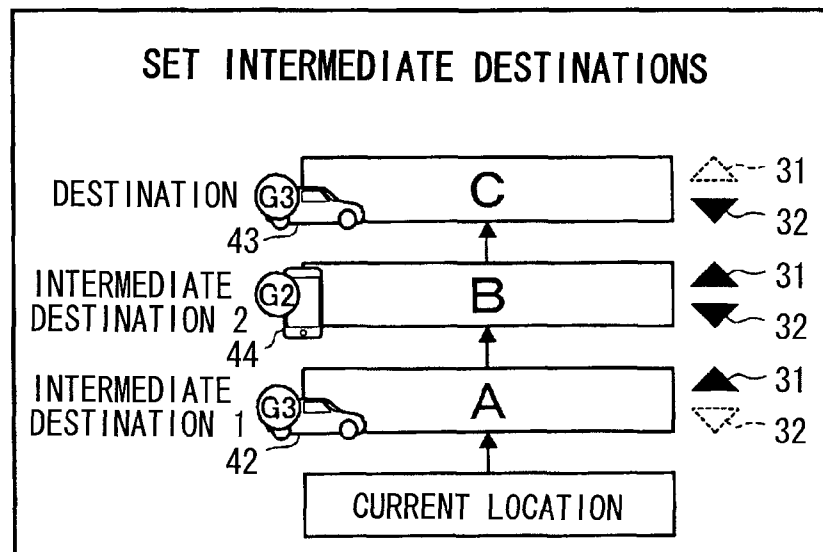 SET INTERMEDIATE DESTINATIONS
DESTINATION G3 C 31
43 32
INTERMEDIATE DESTINATION 2 G2 B 31
44 32
INTERMEDIATE DESTINATION 1 G3 A 31
42 32
CURRENT LOCATION